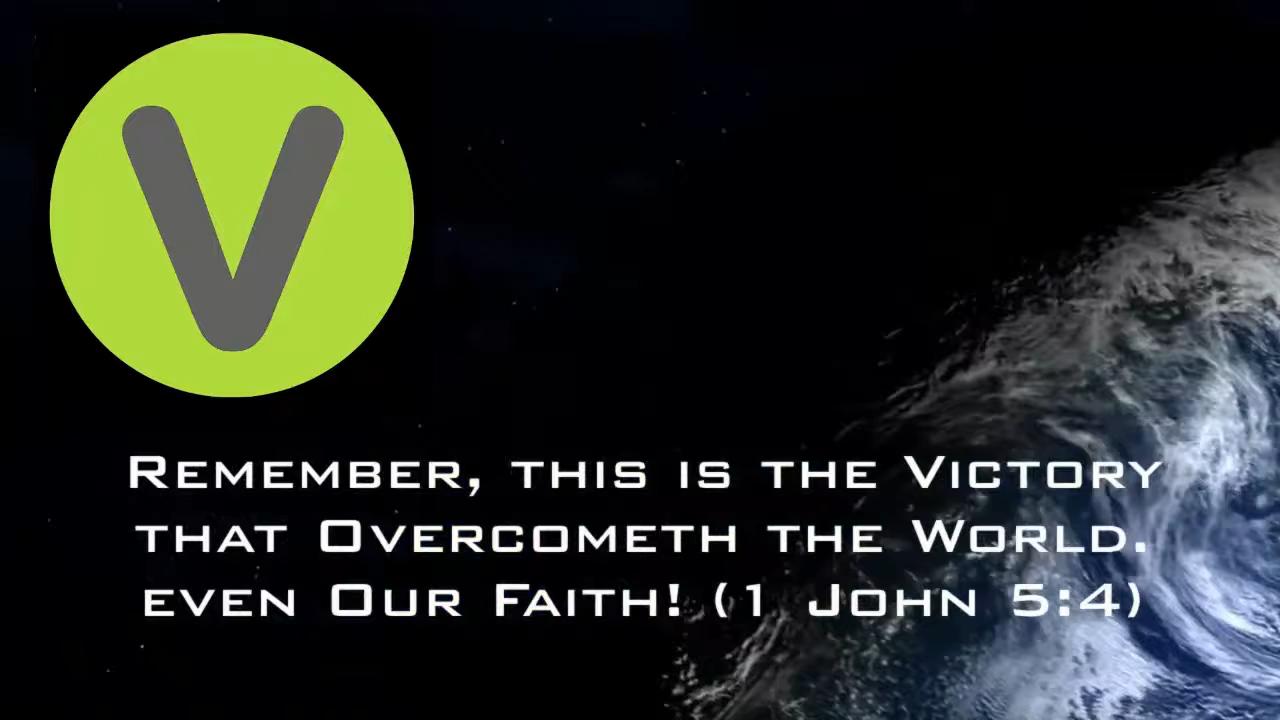 V
Remember, this is the Victory
that Overcometh the World.
even Our Faith! (1 John 5:4)